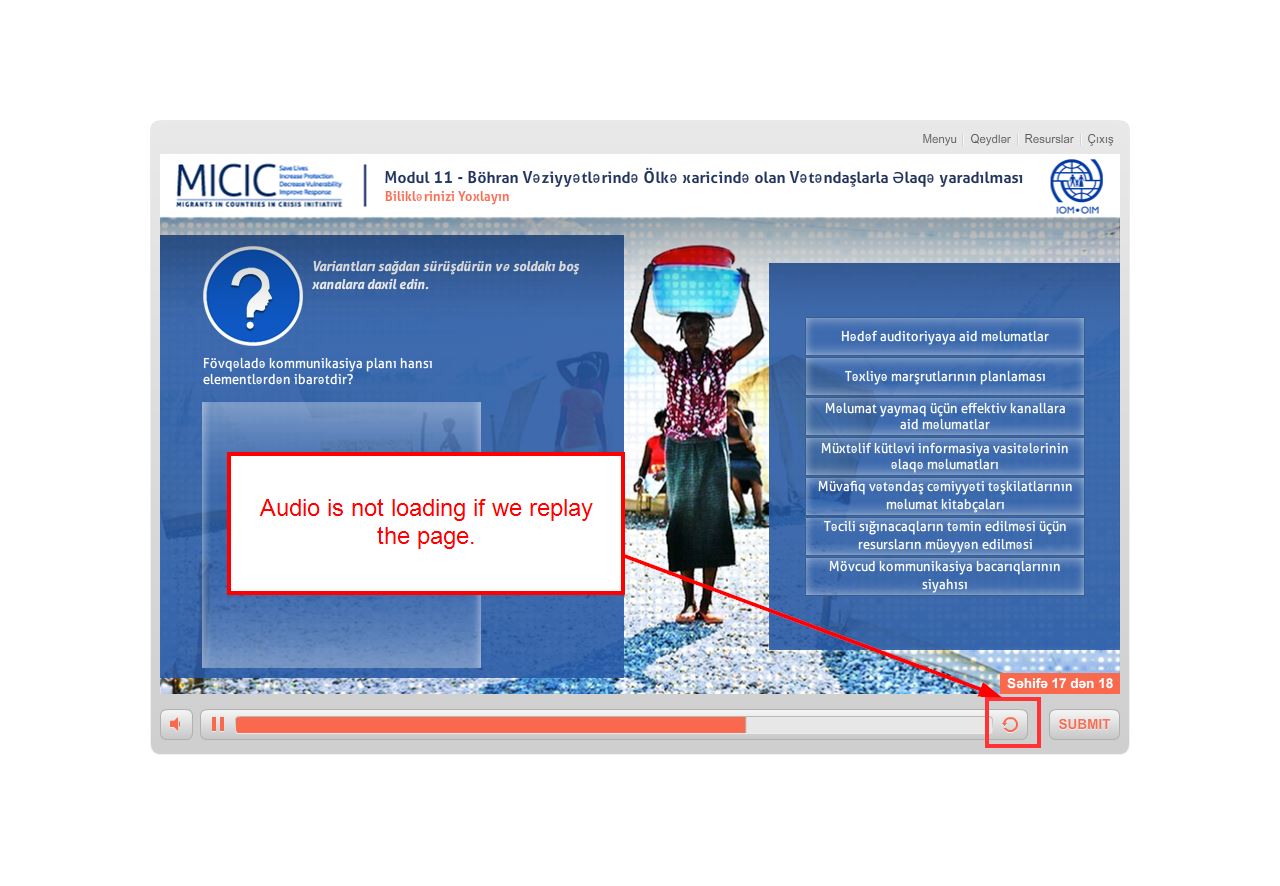 Menyu
Qeydlər
Resurslar
Çıxış
MICIC
Save Lives
Increase Protection
Decrease Vulnerability
Improve Response
MIGRANTS IN COUNTRIES IN CRISIS INITIATIVE
Modul 11 - Böhran Vəziyyətlərində Ölkə xaricində olan Vətəndaşlarla Əlaqə yaradılması
Biliklərinizi Yoxlayın
IOM•OIM
?
Variantları sağdan sürüşdürün və soldakı boş
xanalara daxil edin.
Fövqəladə kommunikasiya planı hansı
elementlərdən ibarətdir?
Audio is not loading if we replay
the page.
Hədəf auditoriyaya aid məlumatlar
Təxliyə marşrutlarının planlaması
Məlumat yaymaq üçün effektiv kanallara
aid məlumatlar
Müxtəlif kütləvi informasiya vasitələrinin
əlaqə məlumatları
Müvafiq vətəndaş cəmiyyəti təşkilatlarının
məlumat kitabçaları
Təcili sığınacaqların təmin edilməsi üçün
resursların müəyyən edilməsi
Mövcud kommunikasiya bacarıqlarının
siyahısı
Səhifə 17 dən 18
SUBMIT